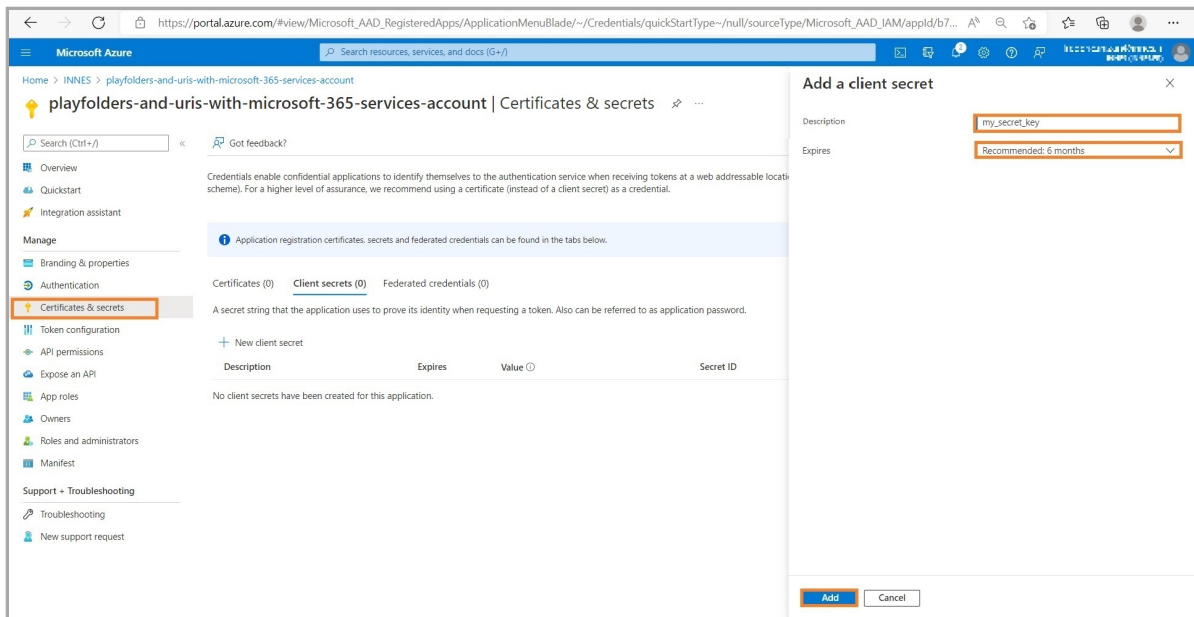 https://portal.azure.com/#view/Microsoft_AAD_RegisteredApps/ApplicationMenuBlade/~/Credentials/quickStartType~/null/sourceType/Microsoft_AAD_IAM/appId/b7...
Microsoft Azure
Search resources, services, and docs (G+/)
2
Home > INNES > playfolders-and-uris-with-microsoft-365-services-account
playfolders-and-uris-with-microsoft-365-services-account | Certificates & secrets
Search (Ctrl+/)
Overview
Quickstart
Integration assistant
Manage
Branding & properties
Authentication
Certificates & secrets
Token configuration
API permissions
Expose an API
App roles
Owners
Roles and administrators
Manifest
Support + Troubleshooting
Troubleshooting
New support request
Got feedback?
Credentials enable confidential applications to identify themselves to the authentication service when receiving tokens at a web addressable locati
scheme). For a higher level of assurance, we recommend using a certificate (instead of a client secret) as a credential.
Application registration certificates, secrets and federated credentials can be found in the tabs below.
Certificates (0) Client secrets (0) Federated credentials (0)
A secret string that the application uses to prove its identity when requesting a token. Also can be referred to as application password.
New client secret
Description Expires Value Secret ID
No client secrets have been created for this application.
Add a client secret
Description my_secret_key
Expires Recommended: 6 months
Add Cancel